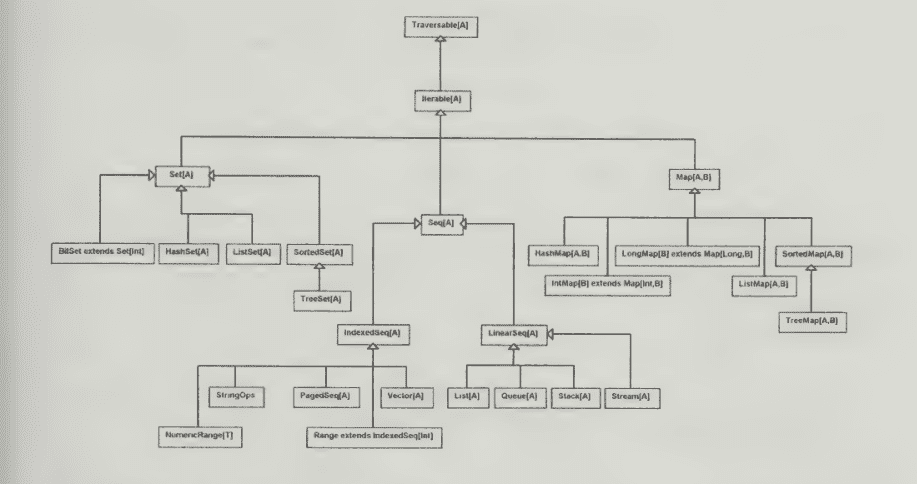 Traversable[A]
Iterable[A]
Set[A]
Map[A,B]
Seq[A]
BitSet extends Set[Int]
HashSet[A]
ListSet[A]
SortedSet[A]
HashMap[A,B]
LongMap[B] extends Map[Long,B]
SortedMap[A,B]
IntMap[B] extends Map[Int,B]
ListMap[A,B]
TreeSet[A]
TreeMap[A,B]
IndexedSeq[A]
LinearSeq[A]
StringOps
PagedSeq[A]
Vector[A]
List[A]
Queue[A]
Stack[A]
Stream[A]
NumericRange[T]
Range extends IndexedSeq[Int]